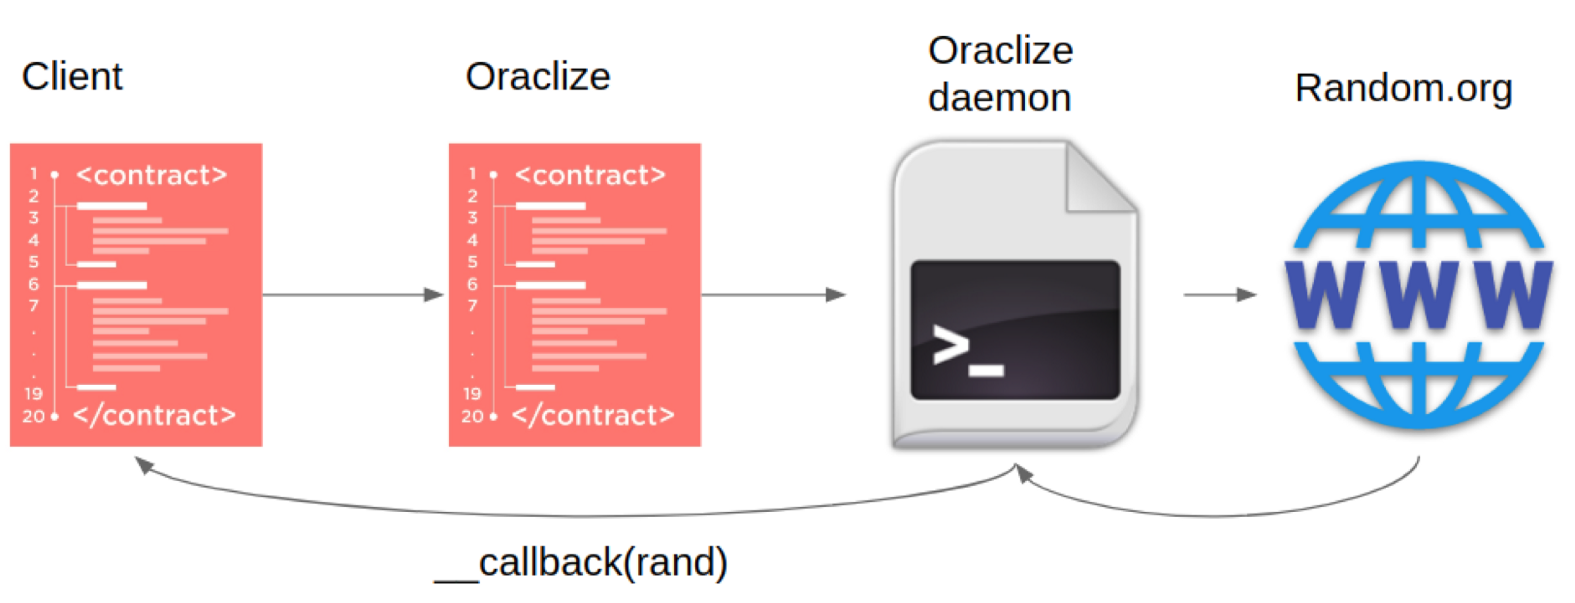 Client
Oraclize
Oraclize
daemon
Random.org
1 <contract>
2
3
4
5
6
7
.
.
.
19
20 </contract>
1 <contract>
2
3
4
5
6
7
.
.
.
19
20 </contract>
>_
WWW
__callback(rand)